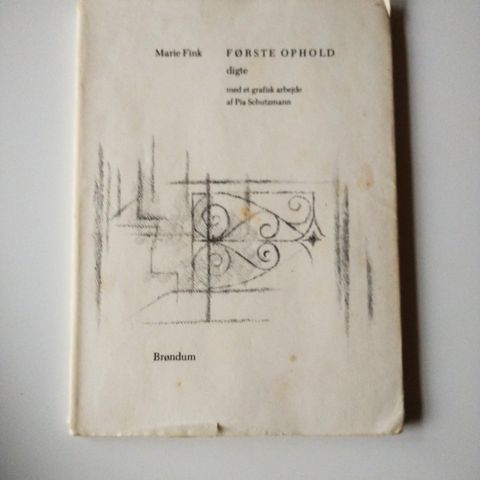 Marie Fink FØRSTE OPHOLD
digte
med et grafisk arbejde
af Pia Schutzmann
Brøndum